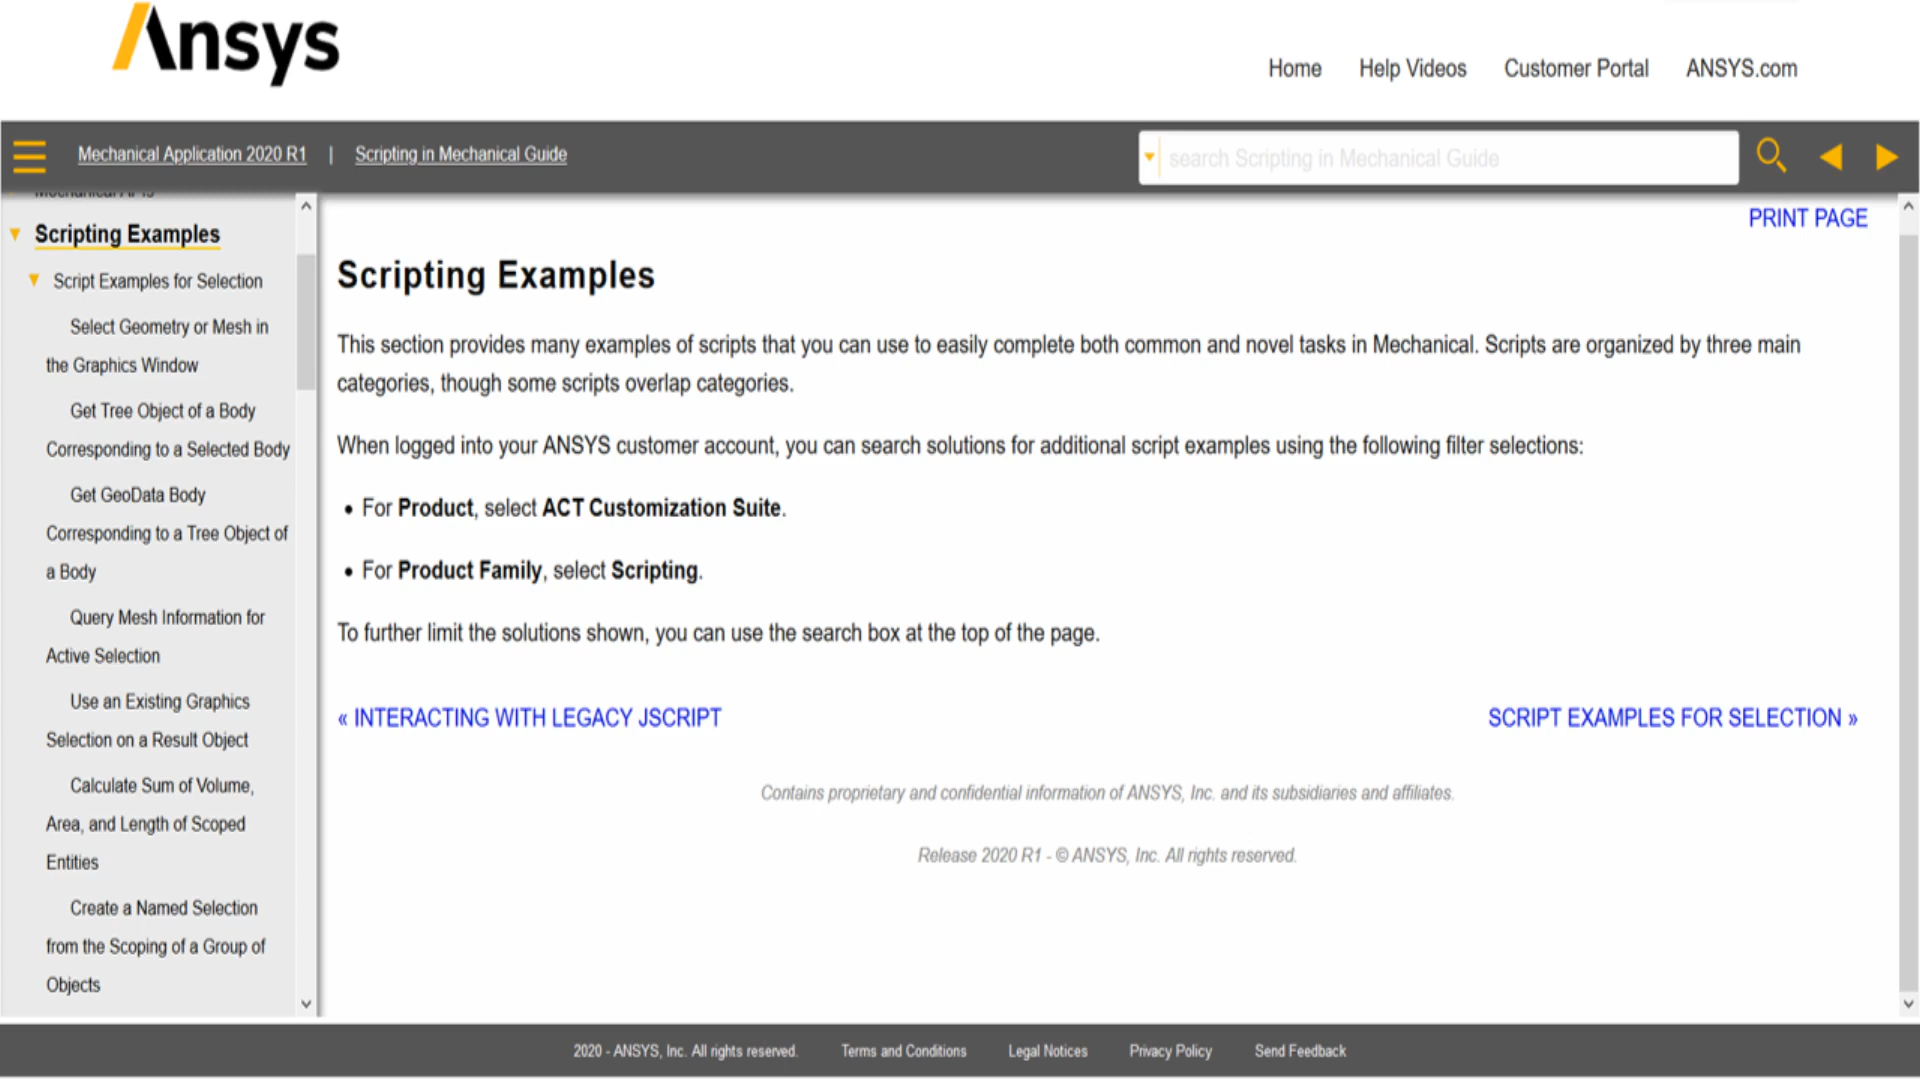 Ansys
Home Help Videos Customer Portal ANSYS.com
Mechanical Application 2020 R1 | Scripting in Mechanical Guide
search Scripting in Mechanical Guide
Scripting Examples
Script Examples for Selection
Select Geometry or Mesh in
the Graphics Window
Get Tree Object of a Body
Corresponding to a Selected Body
Get GeoData Body
Corresponding to a Tree Object of
a Body
Query Mesh Information for
Active Selection
Use an Existing Graphics
Selection on a Result Object
Calculate Sum of Volume,
Area, and Length of Scoped
Entities
Create a Named Selection
from the Scoping of a Group of
Objects
PRINT PAGE
Scripting Examples
This section provides many examples of scripts that you can use to easily complete both common and novel tasks in Mechanical. Scripts are organized by three main
categories, though some scripts overlap categories.
When logged into your ANSYS customer account, you can search solutions for additional script examples using the following filter selections:
• For Product, select ACT Customization Suite.
• For Product Family, select Scripting.
To further limit the solutions shown, you can use the search box at the top of the page.
« INTERACTING WITH LEGACY JSCRIPT SCRIPT EXAMPLES FOR SELECTION »
Contains proprietary and confidential information of ANSYS, Inc. and its subsidiaries and affiliates.
Release 2020 R1 - © ANSYS, Inc. All rights reserved.
2020 - ANSYS, Inc. All rights reserved. Terms and Conditions Legal Notices Privacy Policy Send Feedback